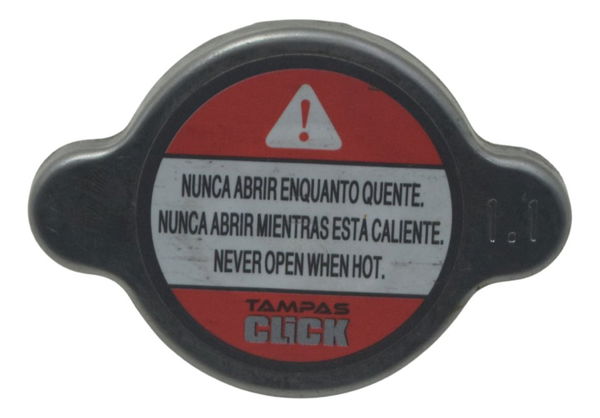 NUNCA ABRIR ENQUANTO QUENTE.
NUNCA ABRIR MIENTRAS ESTÁ CALIENTE.
NEVER OPEN WHEN HOT.
1.1
TAMPAS
CLiCK